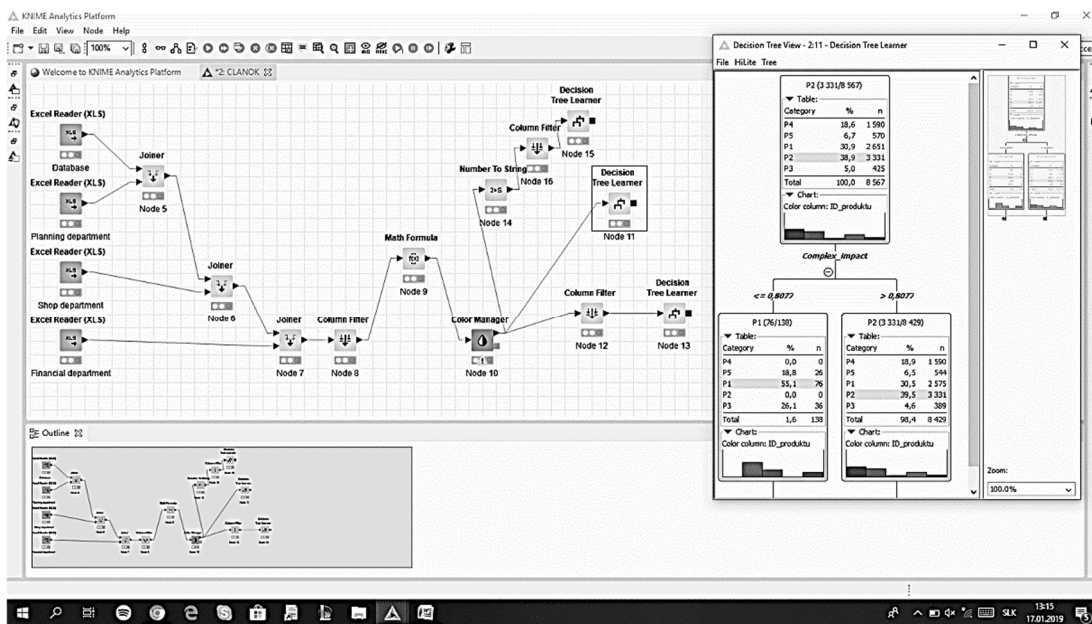 KNIME Analytics Platform
File Edit View Node Help
100%
Welcome to KNIME Analytics Platform
*2: CLANOK
Excel Reader (XLS)
XLS
Database
Excel Reader (XLS)
XLS
Planning department
Excel Reader (XLS)
XLS
Shop department
Excel Reader (XLS)
XLS
Financial department
Joiner
Node 5
Joiner
Node 6
Joiner
Node 7
Column Filter
Node 8
Math Formula
f(x)
Node 9
Color Manager
Node 10
Number To String
2>S
Node 14
Column Filter
Node 16
Decision
Tree Learner
Node 15
Decision
Tree Learner
Node 11
Column Filter
Node 12
Decision
Tree Learner
Node 13
Outline
Decision Tree View - 2:11 - Decision Tree Learner
File HiLite Tree
P2 (3 331/8 567)
Table:
Category % n
P4 18,6 1 590
P5 6,7 570
P1 30,9 2 651
P2 38,9 3 331
P3 5,0 425
Total 100,0 8 567
Chart:
Color column: ID_produktu
Complex_impact
<= 0,8077
> 0,8077
P1 (76/138)
Table:
Category % n
P4 0,0 0
P5 18,8 26
P1 55,1 76
P2 0,0 0
P3 26,1 36
Total 1,6 138
Chart:
Color column: ID_produktu
P2 (3 331/8 429)
Table:
Category % n
P4 18,9 1 590
P5 6,5 544
P1 30,5 2 575
P2 39,5 3 331
P3 4,6 389
Total 98,4 8 429
Chart:
Color column: ID_produktu
Zoom:
100.0%
SLK
13:15
17.01.2019